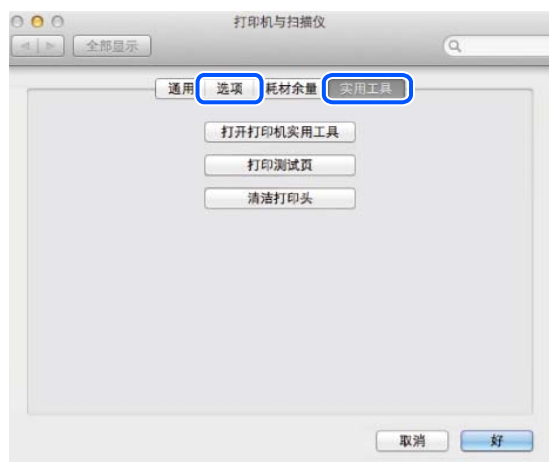 打印机与扫描仪
全部显示
通用 选项 耗材余量 实用工具
打开打印机实用工具
打印测试页
清洁打印头
取消 好